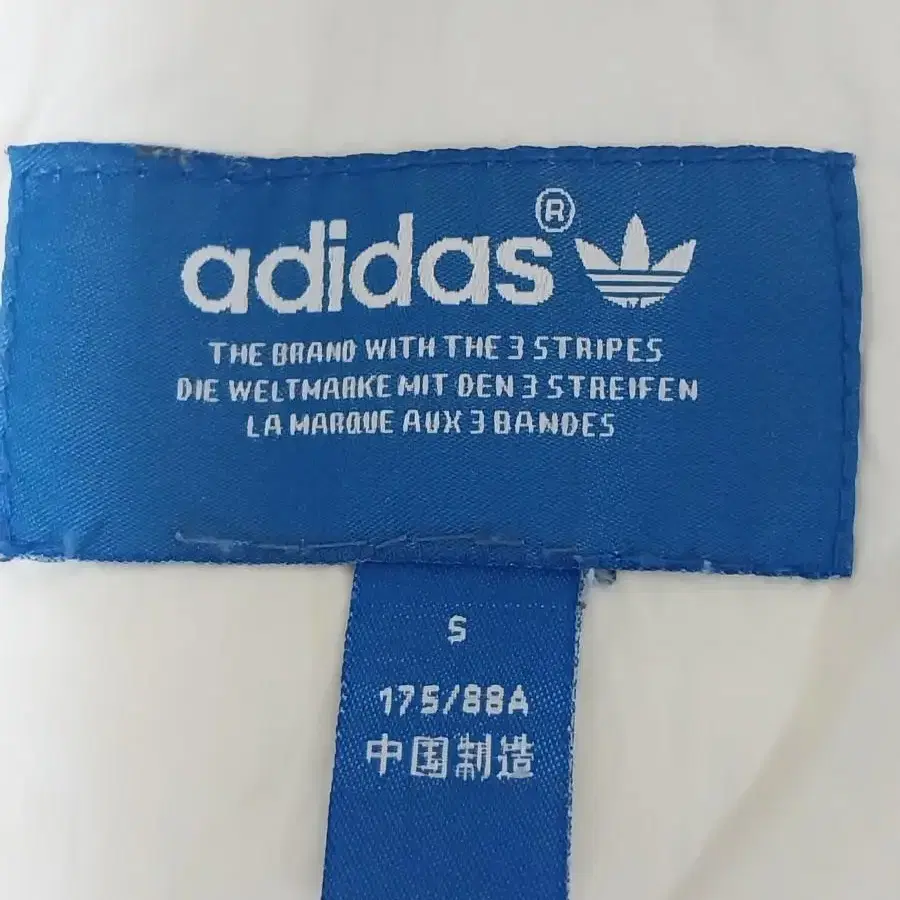 adidas®
THE BRAND WITH THE 3 STRIPES
DIE WELTMARKE MIT DEN 3 STREIFEN
LA MARQUE AUX 3 BANDES
S
175/88A
中国制造